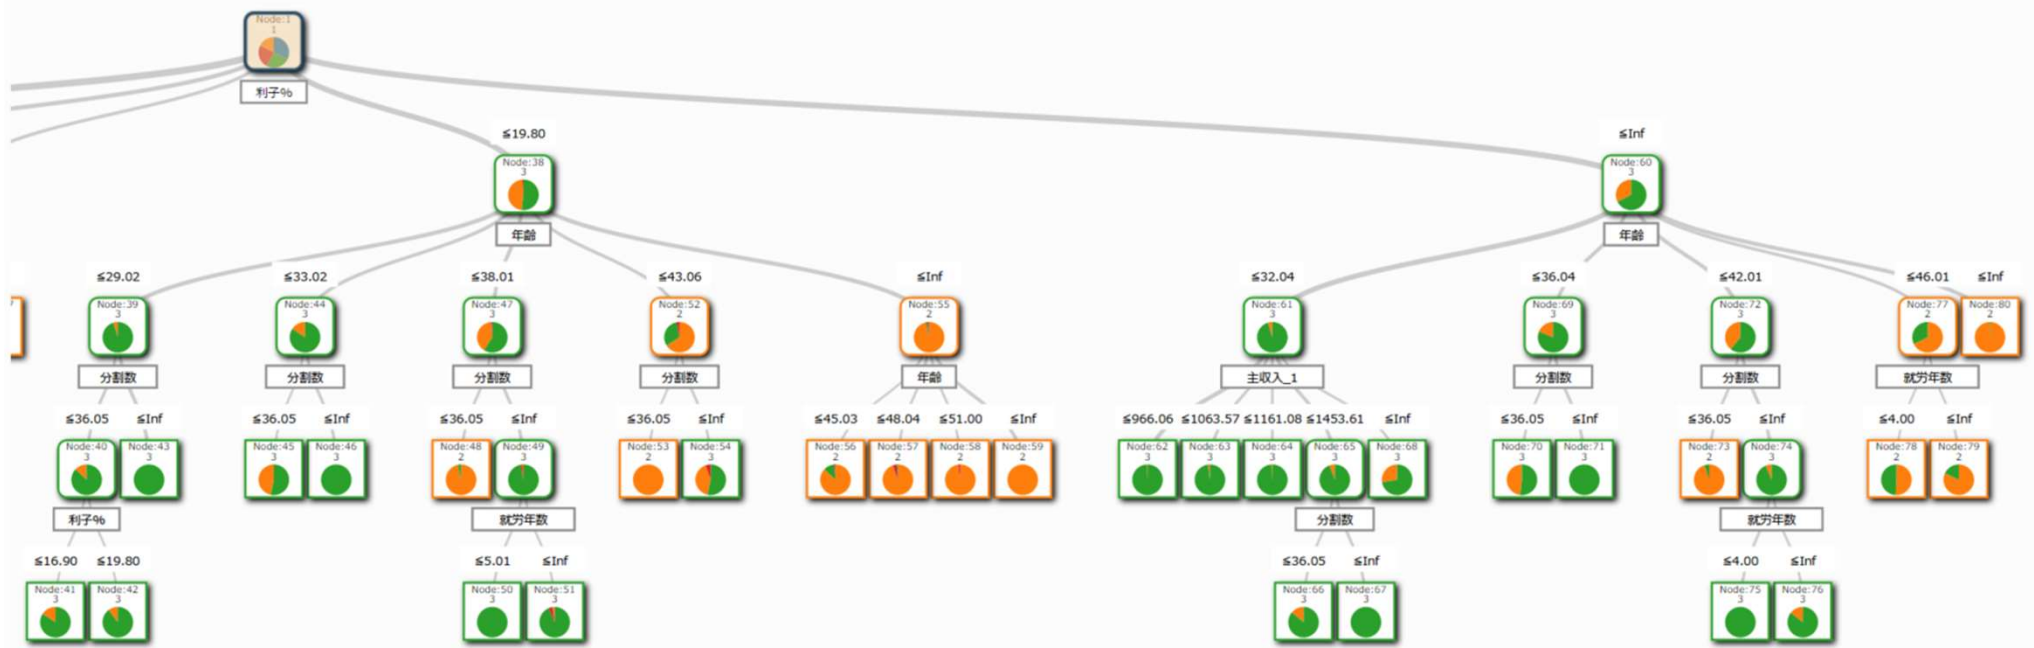 Node:1
1
利子%
≦19.80
≦Inf
Node:38
3
Node:60
3
年齢
年齢
≦29.02
≦33.02
≦38.01
≦43.06
≦Inf
≦32.04
≦36.04
≦42.01
≦46.01
≦Inf
Node:39
3
Node:44
3
Node:47
3
Node:52
2
Node:55
2
Node:61
3
Node:69
3
Node:72
3
Node:77
2
Node:80
2
分割数
分割数
分割数
分割数
年齢
主収入_1
分割数
分割数
就労年数
≦36.05
≦Inf
≦36.05
≦Inf
≦36.05
≦Inf
≦36.05
≦Inf
≦45.03
≦48.04
≦51.00
≦Inf
≦966.06
≦1063.57
≦1161.08
≦1453.61
≦Inf
≦36.05
≦Inf
≦36.05
≦Inf
≦4.00
≦Inf
Node:40
3
Node:43
3
Node:45
3
Node:46
3
Node:48
2
Node:49
3
Node:53
2
Node:54
3
Node:56
2
Node:57
2
Node:58
2
Node:59
2
Node:62
3
Node:63
3
Node:64
3
Node:65
3
Node:68
3
Node:70
3
Node:71
3
Node:73
2
Node:74
3
Node:78
2
Node:79
2
利子%
就労年数
分割数
就労年数
≦16.90
≦19.80
≦5.01
≦Inf
≦36.05
≦Inf
≦4.00
≦Inf
Node:41
3
Node:42
3
Node:50
3
Node:51
3
Node:66
3
Node:67
3
Node:75
3
Node:76
3